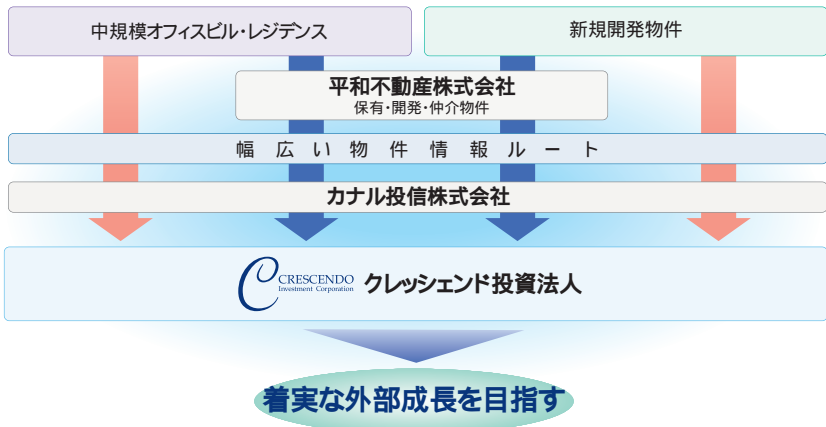 中規模オフィスビル・レジデンス
新規開発物件
平和不動産株式会社
保有・開発・仲介物件
幅広い物件情報ルート
カナル投信株式会社
CRESCENDO
Investment Corporation
クレッシェンド投資法人
着実な外部成長を目指す